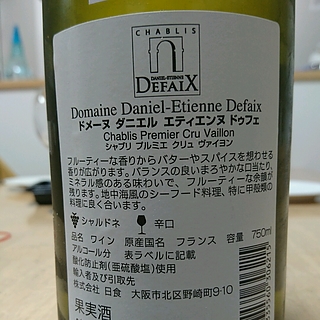 CHABLIS
DEFAIX
DANIEL-ETIENNE
Domaine Daniel-Etienne Defaix
ドメーヌ ダニエル エティエンヌ ドゥフェ
Chablis Premier Cru Vaillon
シャブリ プルミエ クリュ ヴァイヨン
フルーティーな香りからバターやスパイスを想わせる
香りが広がります。バランスの良いまろやかな口当たり、
ミネラル感のある味わいで、フルーティーな余韻が
残ります。地中海風のシーフード料理、特に甲殻類の
料理に良く合います。
シャルドネ 辛口
品名 ワイン 原産国名 フランス 容量 750ml
アルコール分 表ラベルに記載
酸化防止剤(亜硫酸塩)使用
輸入者及び引取先
株式会社 日食 大阪市北区野崎町9-10
果実酒